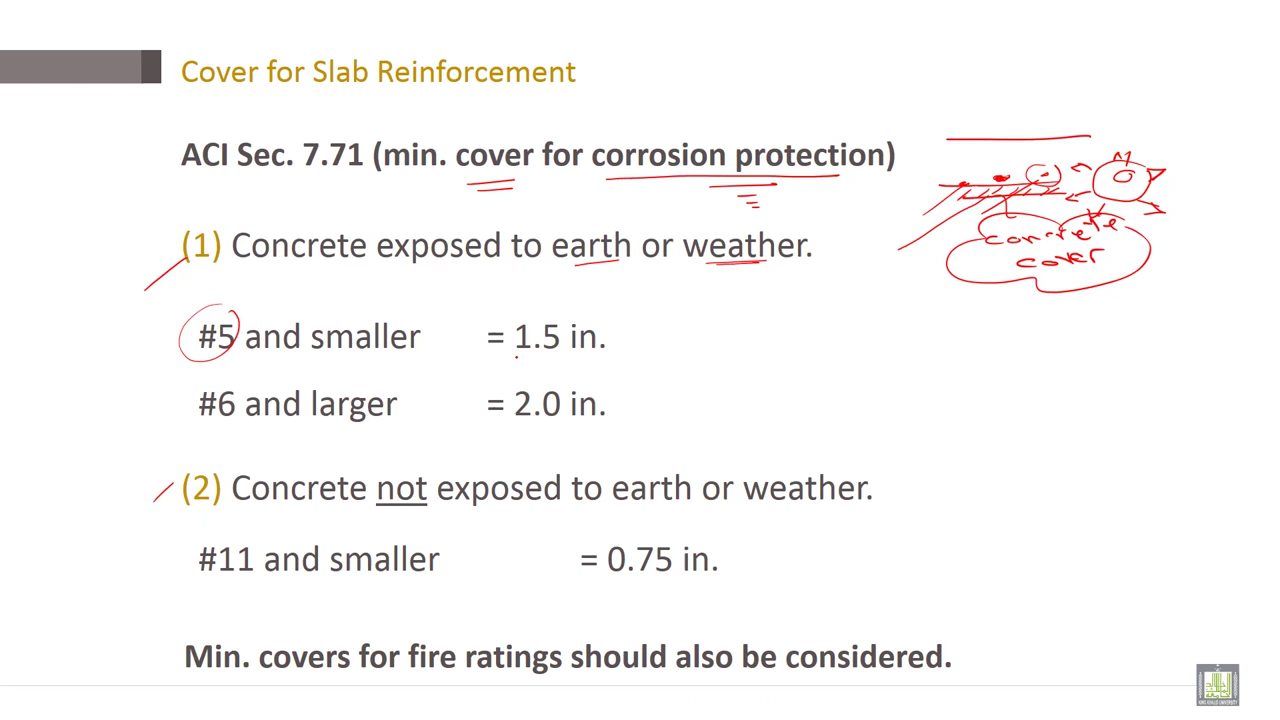 Cover for Slab Reinforcement
ACI Sec. 7.71 (min. cover for corrosion protection)
(1) Concrete exposed to earth or weather.
concrete
cover
#5 and smaller = 1.5 in.
#6 and larger = 2.0 in.
(2) Concrete not exposed to earth or weather.
#11 and smaller = 0.75 in.
Min. covers for fire ratings should also be considered.
KING KHALID UNIVERSITY